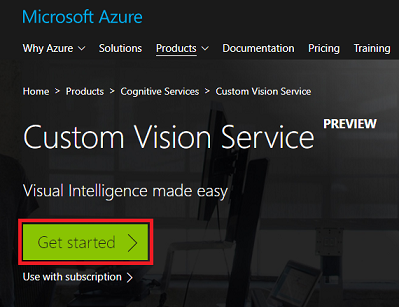 Microsoft Azure
Why Azure Solutions Products Documentation Pricing Training
Home > Products > Cognitive Services > Custom Vision Service
Custom Vision Service PREVIEW
Visual Intelligence made easy
Get started >
Use with subscription >